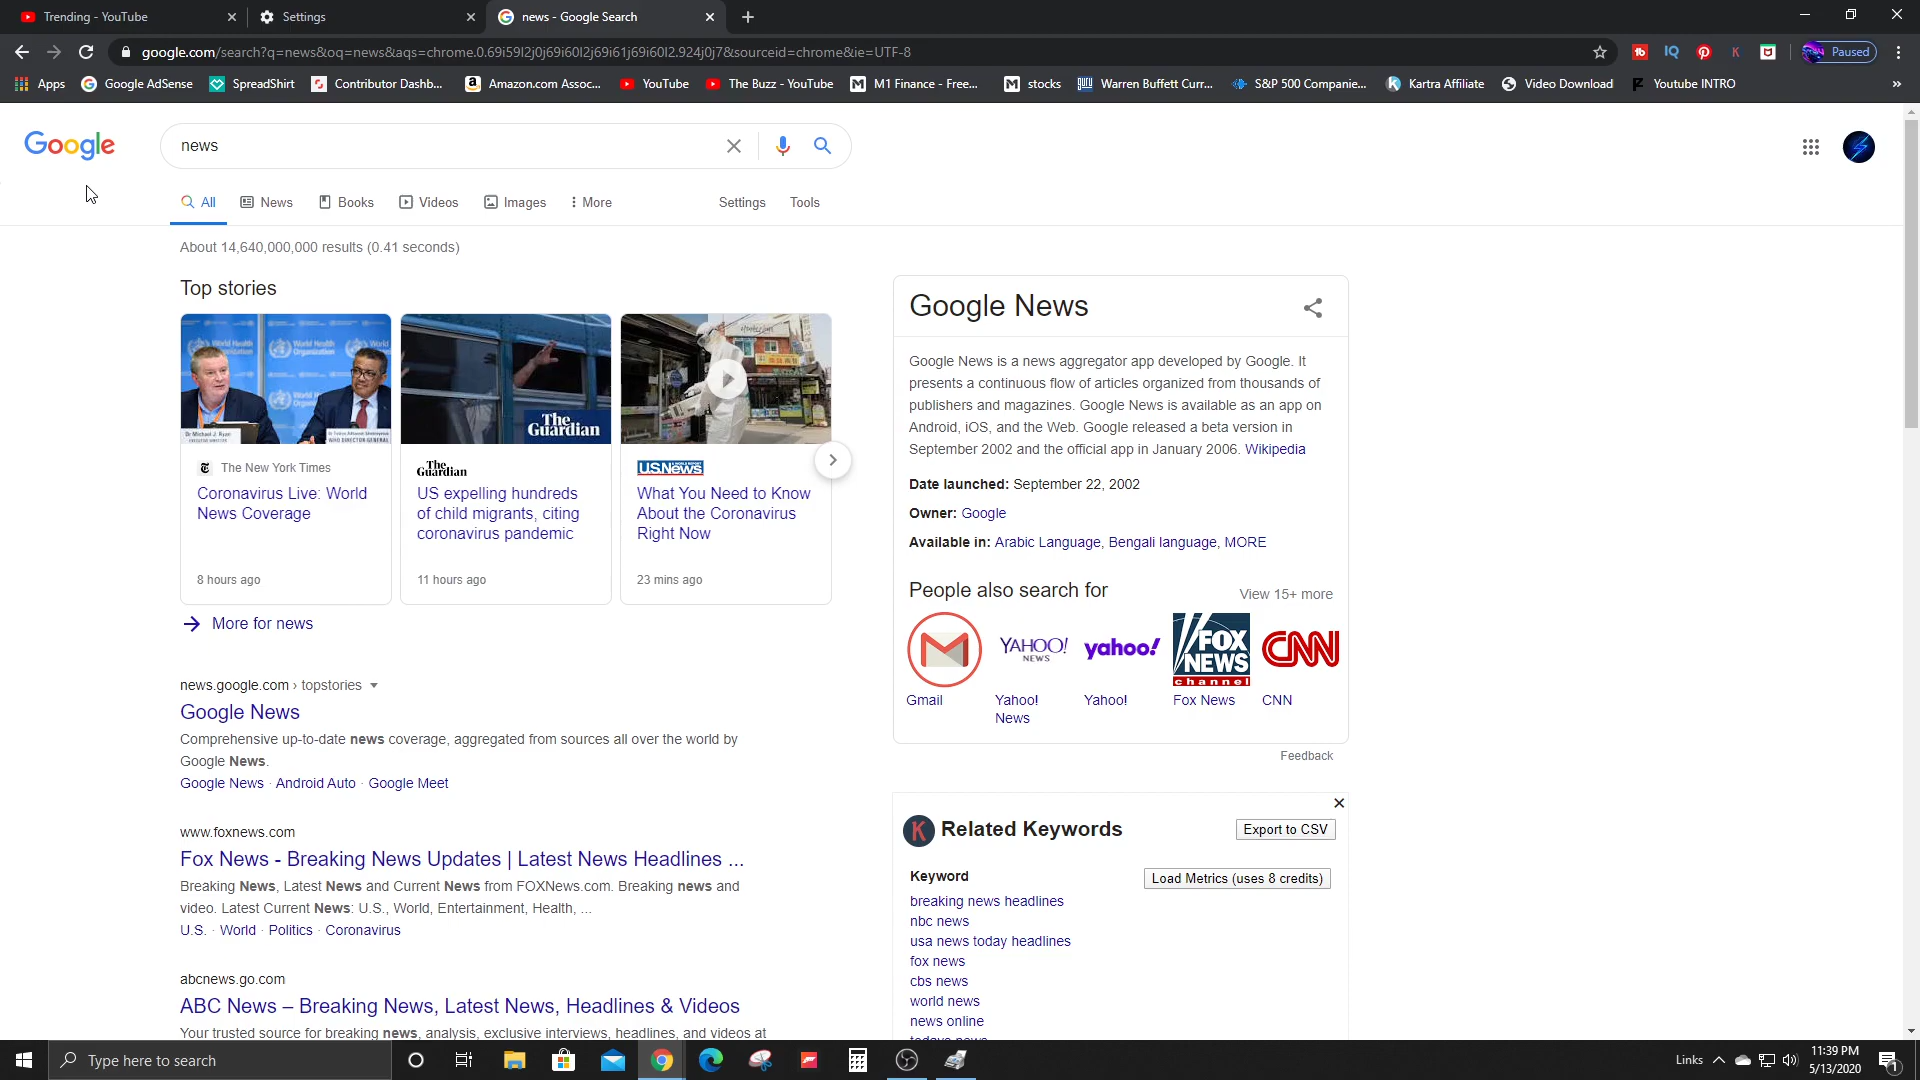 Trending - YouTube
Settings
news - Google Search
google.com/search?q=news&oq=news&aqs=chrome.0.69i59l2j0j69i60l2j69i61j69i60l2.924j0j7&sourceid=chrome&ie=UTF-8
Paused
Apps
Google AdSense
SpreadShirt
Contributor Dashb...
Amazon.com Assoc...
YouTube
The Buzz - YouTube
M1 Finance - Free...
stocks
Warren Buffett Curr...
S&P 500 Companie...
Kartra Affiliate
Video Download
Youtube INTRO
»
Google
news
All
News
Books
Videos
Images
More
Settings
Tools
About 14,640,000,000 results (0.41 seconds)
Top stories
The Guardian
The New York Times
Coronavirus Live: World
News Coverage
8 hours ago
The Guardian
US expelling hundreds
of child migrants, citing
coronavirus pandemic
11 hours ago
U.S.News
What You Need to Know
About the Coronavirus
Right Now
23 mins ago
More for news
news.google.com › topstories
Google News
Comprehensive up-to-date news coverage, aggregated from sources all over the world by
Google News.
Google News · Android Auto · Google Meet
www.foxnews.com
Fox News - Breaking News Updates | Latest News Headlines ...
Breaking News, Latest News and Current News from FOXNews.com. Breaking news and
video. Latest Current News: U.S., World, Entertainment, Health, ...
U.S. · World · Politics · Coronavirus
abcnews.go.com
ABC News – Breaking News, Latest News, Headlines & Videos
Your trusted source for breaking news, analysis, exclusive interviews, headlines, and videos at
Google News
Google News is a news aggregator app developed by Google. It
presents a continuous flow of articles organized from thousands of
publishers and magazines. Google News is available as an app on
Android, iOS, and the Web. Google released a beta version in
September 2002 and the official app in January 2006. Wikipedia
Date launched: September 22, 2002
Owner: Google
Available in: Arabic Language, Bengali language, MORE
People also search for
View 15+ more
YAHOO! NEWS
yahoo!
FOX NEWS channel
CNN
Gmail
Yahoo! News
Yahoo!
Fox News
CNN
Feedback
K
Related Keywords
Export to CSV
Keyword
Load Metrics (uses 8 credits)
breaking news headlines
nbc news
usa news today headlines
fox news
cbs news
world news
news online
Type here to search
Links
11:39 PM
5/13/2020
1